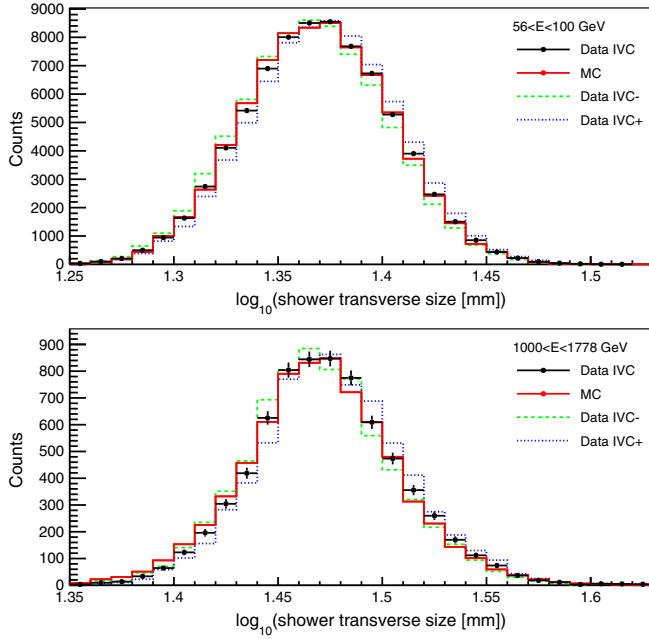 56<E<100 GeV
Data IVC
MC
Data IVC-
Data IVC+
Counts
9000
8000
7000
6000
5000
4000
3000
2000
1000
0
1.25 1.3 1.35 1.4 1.45 1.5
log₁₀(shower transverse size [mm])
1000<E<1778 GeV
Data IVC
MC
Data IVC-
Data IVC+
Counts
900
800
700
600
500
400
300
200
100
0
1.35 1.4 1.45 1.5 1.55 1.6
log₁₀(shower transverse size [mm])